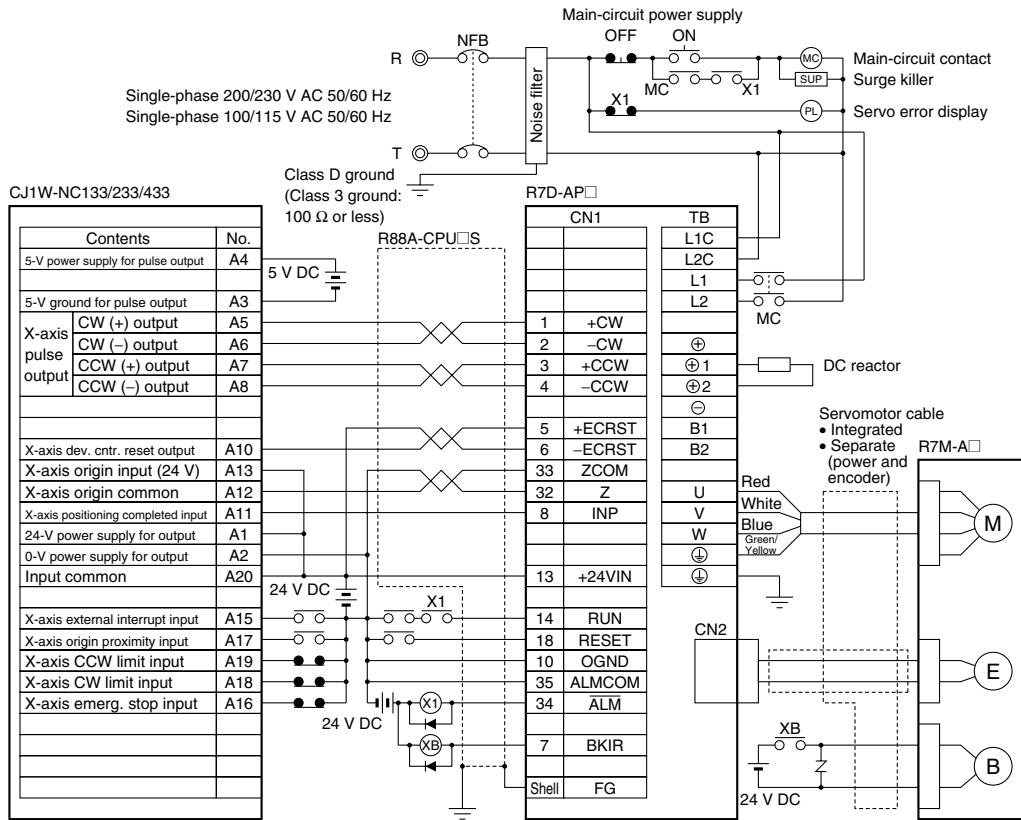 Main-circuit power supply
OFF
ON
NFB
R
MC
Main-circuit contact
SUP
Surge killer
MC
X1
X1
PL
Servo error display
Noise filter
Single-phase 200/230 V AC 50/60 Hz
Single-phase 100/115 V AC 50/60 Hz
T
Class D ground
(Class 3 ground:
100 Ω or less)
CJ1W-NC133/233/433
Contents No.
5-V power supply for pulse output A4
5-V ground for pulse output A3
X-axis pulse output
CW (+) output A5
CW (−) output A6
CCW (+) output A7
CCW (−) output A8
X-axis dev. cntr. reset output A10
X-axis origin input (24 V) A13
X-axis origin common A12
X-axis positioning completed input A11
24-V power supply for output A1
0-V power supply for output A2
Input common A20
X-axis external interrupt input A15
X-axis origin proximity input A17
X-axis CCW limit input A19
X-axis CW limit input A18
X-axis emerg. stop input A16
5 V DC
24 V DC
X1
24 V DC
X1
XB
R88A-CPU□S
R7D-AP□
CN1
1 +CW
2 −CW
3 +CCW
4 −CCW
5 +ECRST
6 −ECRST
33 ZCOM
32 Z
8 INP
13 +24VIN
14 RUN
18 RESET
10 OGND
35 ALMCOM
34 ALM
7 BKIR
Shell FG
TB
L1C
L2C
L1
L2
⊕
⊕1
⊕2
⊖
B1
B2
U
V
W
MC
DC reactor
Red
White
Blue
Green/
Yellow
CN2
Servomotor cable
• Integrated
• Separate
(power and
encoder)
R7M-A□
M
E
B
XB
24 V DC